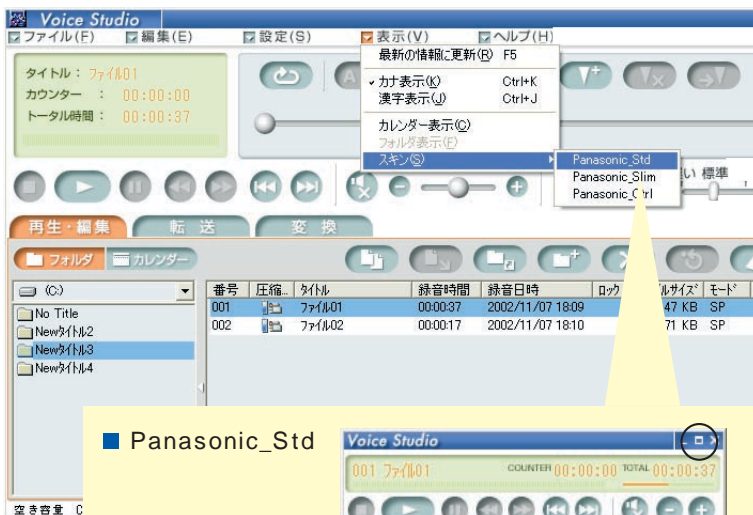 Voice Studio
ファイル(F) 編集(E) 設定(S) 表示(V) ヘルプ(H)
最新の情報に更新(R) F5
カナ表示(K) Ctrl+K
漢字表示(J) Ctrl+J
カレンダー表示(C)
フォルダ表示(F)
スキン(S)
Panasonic_Std
Panasonic_Slim
Panasonic_Ctrl
タイトル : ファイル01
カウンター : 00:00:00
トータル時間 : 00:00:37
い 標準
再生・編集 転送 変換
フォルダ カレンダー
(C:)
No Title
Newタイトル2
Newタイトル3
Newタイトル4
番号 圧縮... タイトル 録音時間 録音日時 ロック ルサイズ モード
001 ファイル01 00:00:37 2002/11/07 18:09 47 KB SP
002 ファイル02 00:00:17 2002/11/07 18:10 71 KB SP
Panasonic_Std
Voice Studio
001 ファイル01 COUNTER 00:00:00 TOTAL 00:00:37
空き容量 C